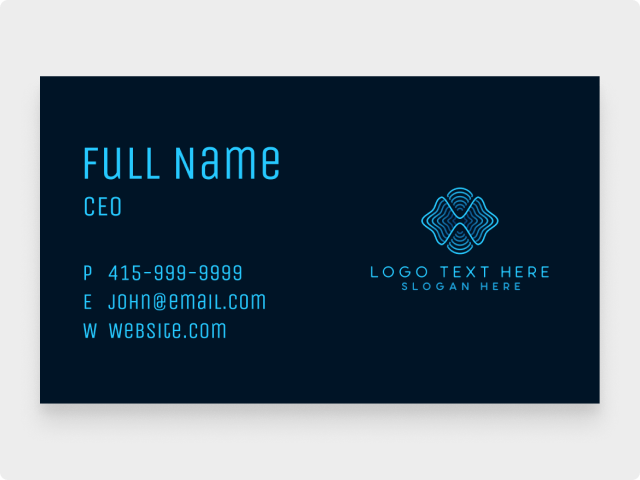 Full Name
CEO
P 415-999-9999
E john@email.com
W website.com
LOGO TEXT HERE
SLOGAN HERE